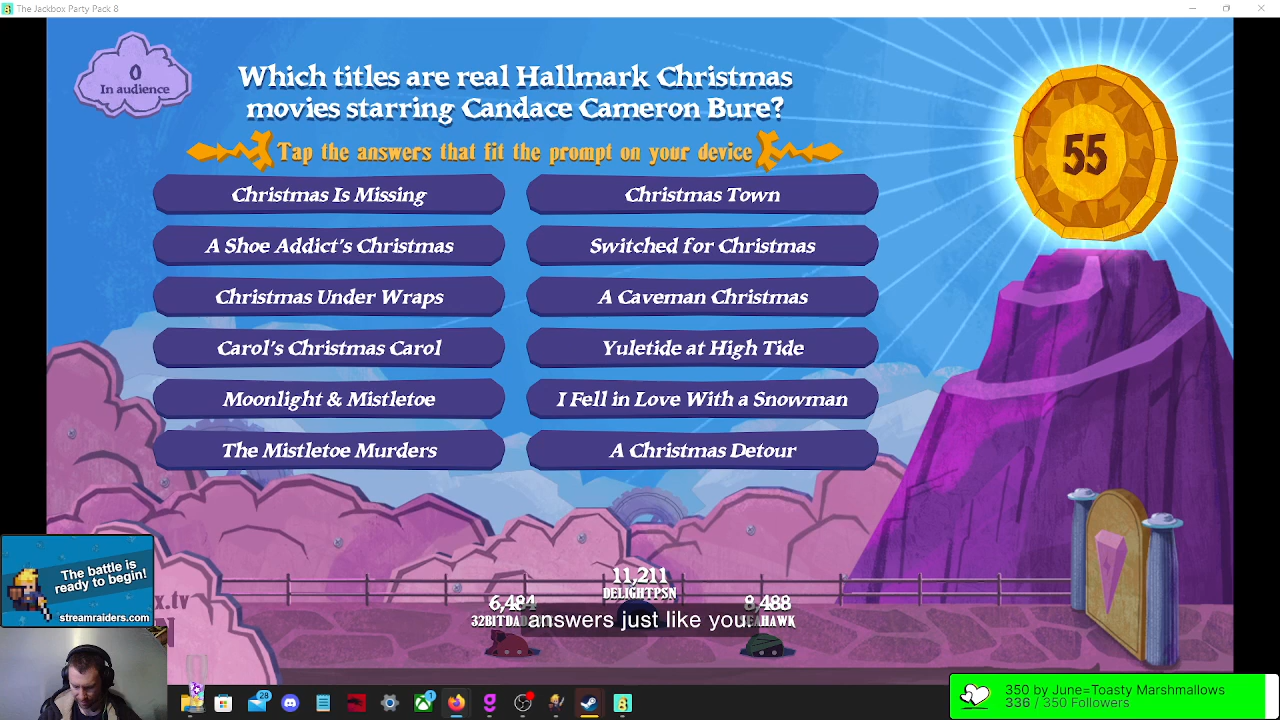 The Jackbox Party Pack 8
0
In audience
Which titles are real Hallmark Christmas
movies starring Candace Cameron Bure?
Tap the answers that fit the prompt on your device
55
Christmas Is Missing
Christmas Town
A Shoe Addict's Christmas
Switched for Christmas
Christmas Under Wraps
A Caveman Christmas
Carol's Christmas Carol
Yuletide at High Tide
Moonlight & Mistletoe
I Fell in Love With a Snowman
The Mistletoe Murders
A Christmas Detour
The battle is
ready to begin!
streamraiders.com
11,211
DELIGHTPSN
6,484
8,488
answers just like you.
28
1
350 by June=Toasty Marshmallows
336 / 350 Followers